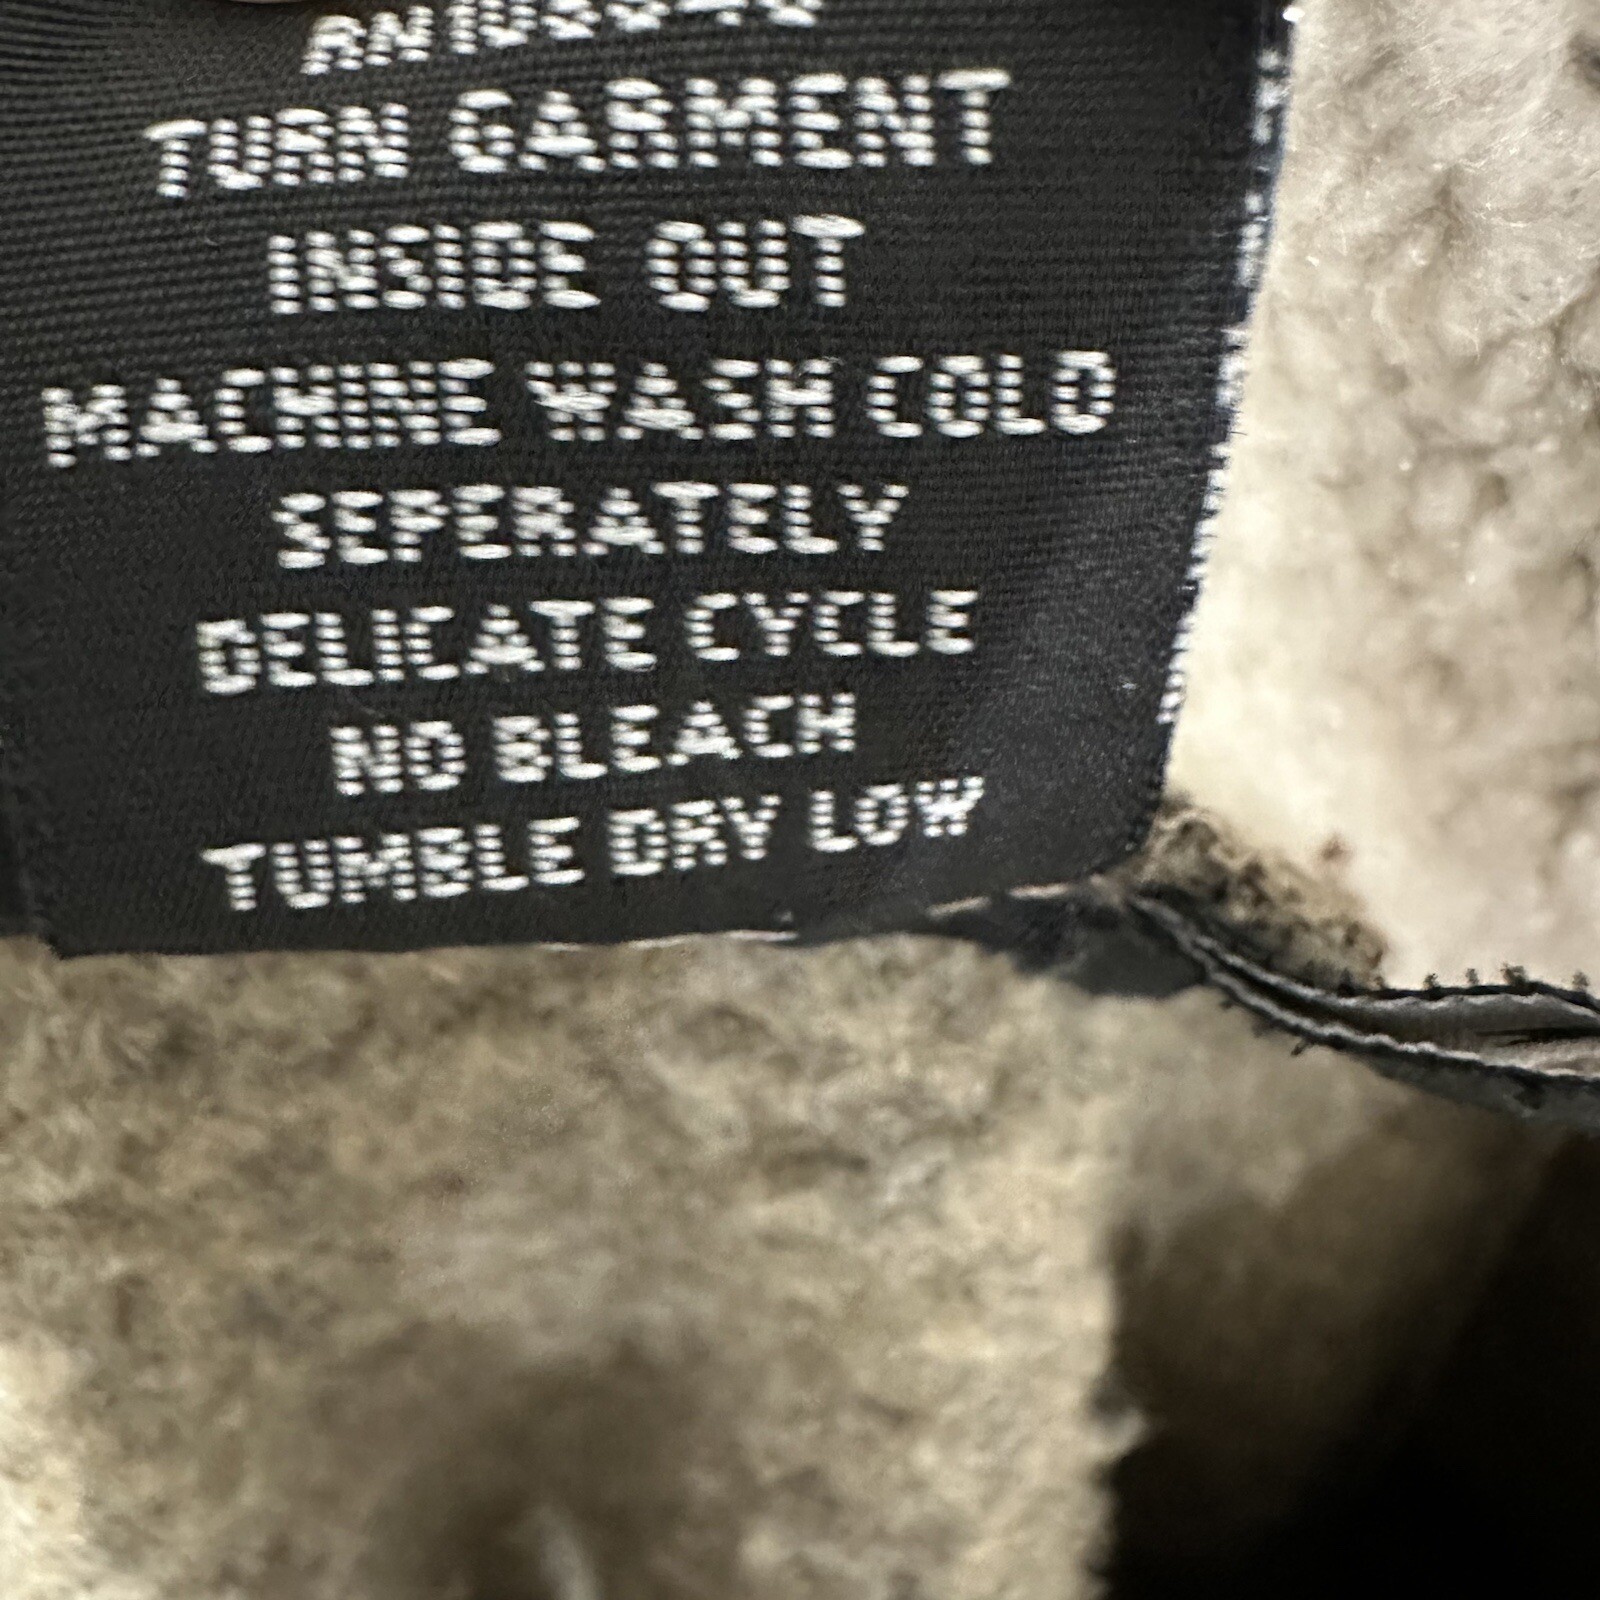 TURN GARMENT
INSIDE OUT
MACHINE WASH COLD
SEPERATELY
DELICATE CYCLE
NO BLEACH
TUMBLE DRY LOW